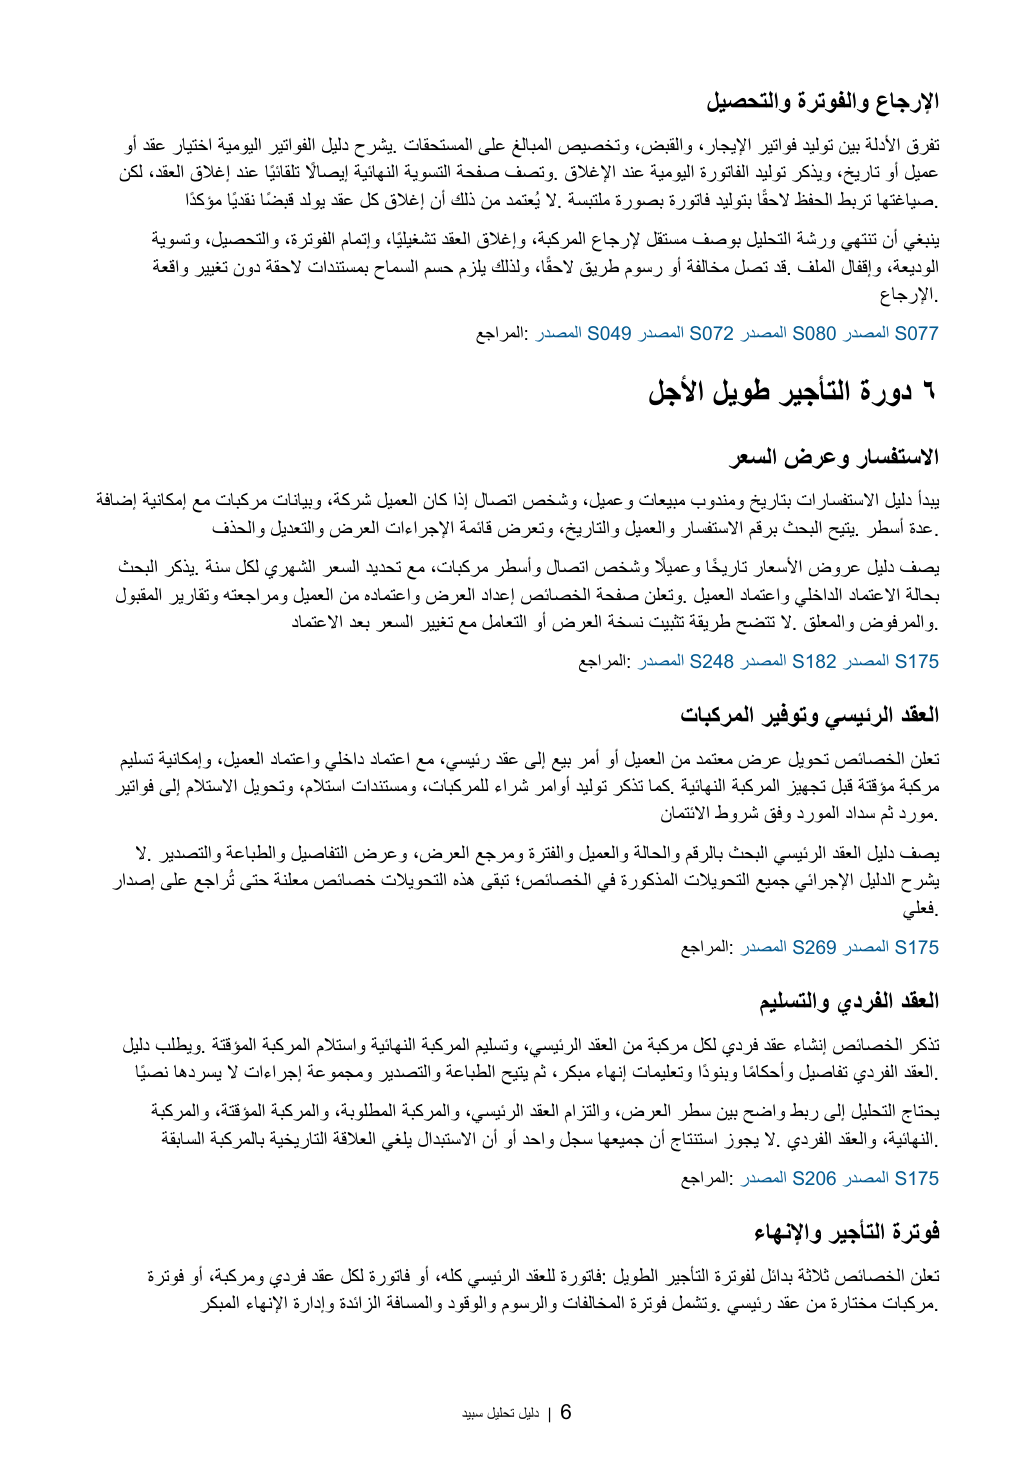 الإرجاع والفوترة والتحصيل
تفرق الأدلة بين توليد فواتير الإيجار، والقبض، وتخصيص المبالغ على المستحقات .يشرح دليل الفواتير اليومية اختيار عقد أو
عميل أو تاريخ، ويذكر توليد الفاتورة اليومية عند الإغلاق .وتصف صفحة التسوية النهائية إيصالًا تلقائيًا عند إغلاق العقد، لكن
.صياغتها تربط الحفظ لاحقًا بتوليد فاتورة بصورة ملتبسة .لا يُعتمد من ذلك أن إغلاق كل عقد يولد قبضًا نقديًا مؤكدًا
ينبغي أن تنتهي ورشة التحليل بوصف مستقل لإرجاع المركبة، وإغلاق العقد تشغيليًا، وإتمام الفوترة، والتحصيل، وتسوية
الوديعة، وإقفال الملف .قد تصل مخالفة أو رسوم طريق لاحقًا، ولذلك يلزم حسم السماح بمستندات لاحقة دون تغيير واقعة
.الإرجاع
المراجع: المصدر S049 المصدر S072 المصدر S080 المصدر S077
٦ دورة التأجير طويل الأجل
الاستفسار وعرض السعر
يبدأ دليل الاستفسارات بتاريخ ومندوب مبيعات وعميل، وشخص اتصال إذا كان العميل شركة، وبيانات مركبات مع إمكانية إضافة
.عدة أسطر .يتيح البحث برقم الاستفسار والعميل والتاريخ، وتعرض قائمة الإجراءات العرض والتعديل والحذف
يصف دليل عروض الأسعار تاريخًا وعميلًا وشخص اتصال وأسطر مركبات، مع تحديد السعر الشهري لكل سنة .يذكر البحث
بحالة الاعتماد الداخلي واعتماد العميل .وتعلن صفحة الخصائص إعداد العرض واعتماده من العميل ومراجعته وتقارير المقبول
.والمرفوض والمعلق .لا تتضح طريقة تثبيت نسخة العرض أو التعامل مع تغيير السعر بعد الاعتماد
المراجع: المصدر S248 المصدر S182 المصدر S175
العقد الرئيسي وتوفير المركبات
تعلن الخصائص تحويل عرض معتمد من العميل أو أمر بيع إلى عقد رئيسي، مع اعتماد داخلي واعتماد العميل، وإمكانية تسليم
مركبة مؤقتة قبل تجهيز المركبة النهائية .كما تذكر توليد أوامر شراء للمركبات، ومستندات استلام، وتحويل الاستلام إلى فواتير
.مورد ثم سداد المورد وفق شروط الائتمان
يصف دليل العقد الرئيسي البحث بالرقم والحالة والعميل والفترة ومرجع العرض، وعرض التفاصيل والطباعة والتصدير .لا
يشرح الدليل الإجرائي جميع التحويلات المذكورة في الخصائص؛ تبقى هذه التحويلات خصائص معلنة حتى تُراجع على إصدار
.فعلي
المراجع: المصدر S269 المصدر S175
العقد الفردي والتسليم
تذكر الخصائص إنشاء عقد فردي لكل مركبة من العقد الرئيسي، وتسليم المركبة النهائية واستلام المركبة المؤقتة .ويطلب دليل
.العقد الفردي تفاصيل وأحكامًا وبنودًا وتعليمات إنهاء مبكر، ثم يتيح الطباعة والتصدير ومجموعة إجراءات لا يسردها نصيًا
يحتاج التحليل إلى ربط واضح بين سطر العرض، والتزام العقد الرئيسي، والمركبة المطلوبة، والمركبة المؤقتة، والمركبة
.النهائية، والعقد الفردي .لا يجوز استنتاج أن جميعها سجل واحد أو أن الاستبدال يلغي العلاقة التاريخية بالمركبة السابقة
المراجع: المصدر S206 المصدر S175
فوترة التأجير والإنهاء
تعلن الخصائص ثلاثة بدائل لفوترة التأجير الطويل :فاتورة للعقد الرئيسي كله، أو فاتورة لكل عقد فردي ومركبة، أو فوترة
.مركبات مختارة من عقد رئيسي .وتشمل فوترة المخالفات والرسوم والوقود والمسافة الزائدة وإدارة الإنهاء المبكر
دليل تحليل سبيد | 6